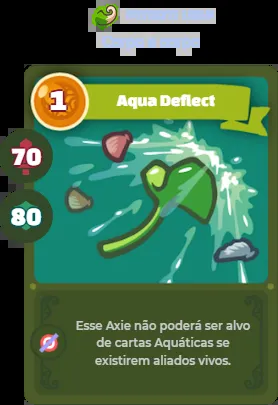 1
Aqua Deflect
70
80
Esse Axie não poderá ser alvo
de cartas Aquáticas se
existirem aliados vivos.